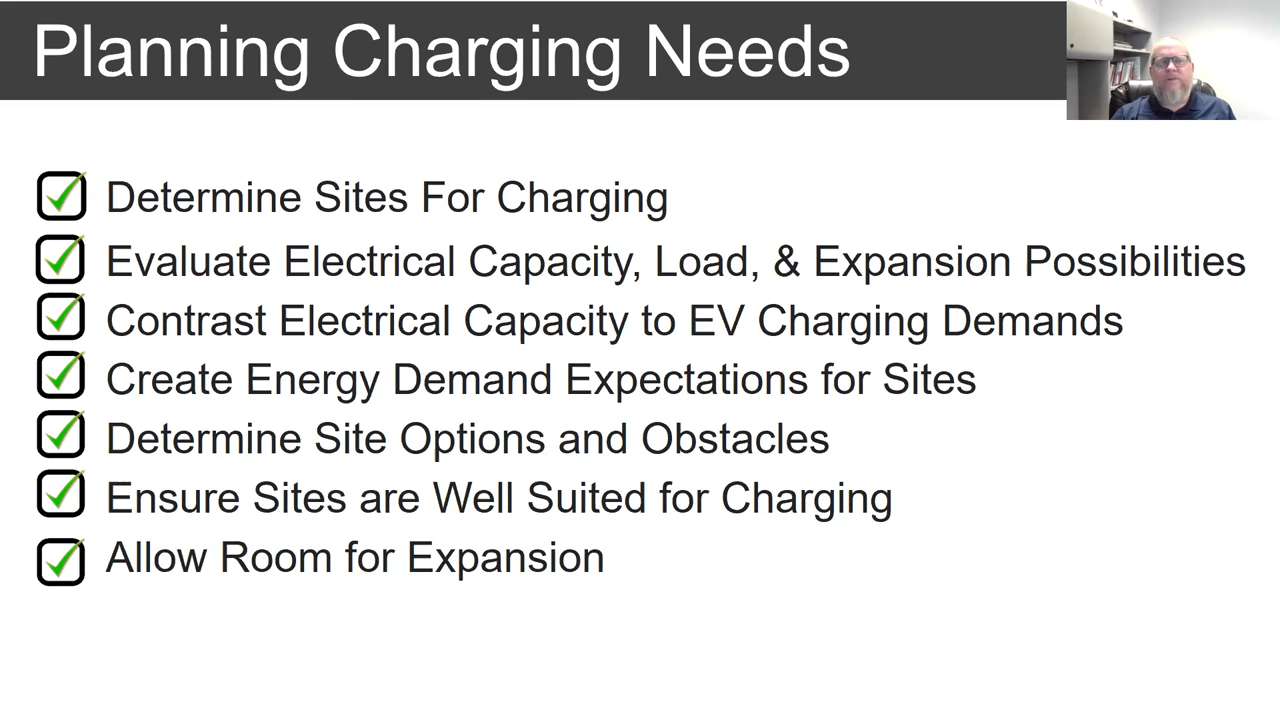 Planning Charging Needs
Determine Sites For Charging
Evaluate Electrical Capacity, Load, & Expansion Possibilities
Contrast Electrical Capacity to EV Charging Demands
Create Energy Demand Expectations for Sites
Determine Site Options and Obstacles
Ensure Sites are Well Suited for Charging
Allow Room for Expansion